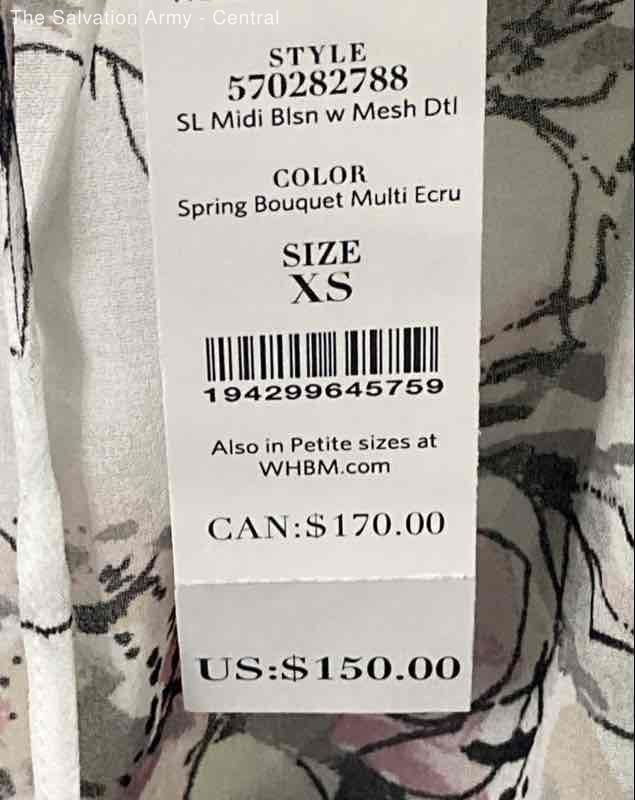 The Salvation Army - Central
STYLE
570282788
SL Midi Blsn w Mesh Dtl
COLOR
Spring Bouquet Multi Ecru
SIZE
XS
194299645759
Also in Petite sizes at
WHBM.com
CAN:$170.00
US:$150.00